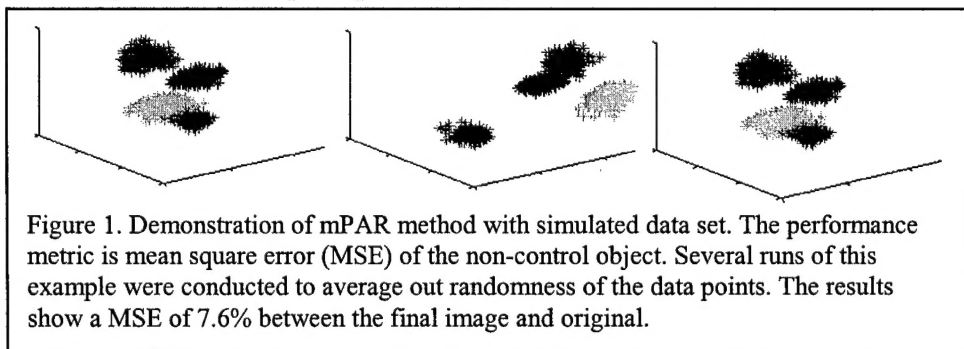 Figure 1. Demonstration of mPAR method with simulated data set. The performance
metric is mean square error (MSE) of the non-control object. Several runs of this
example were conducted to average out randomness of the data points. The results
show a MSE of 7.6% between the final image and original.